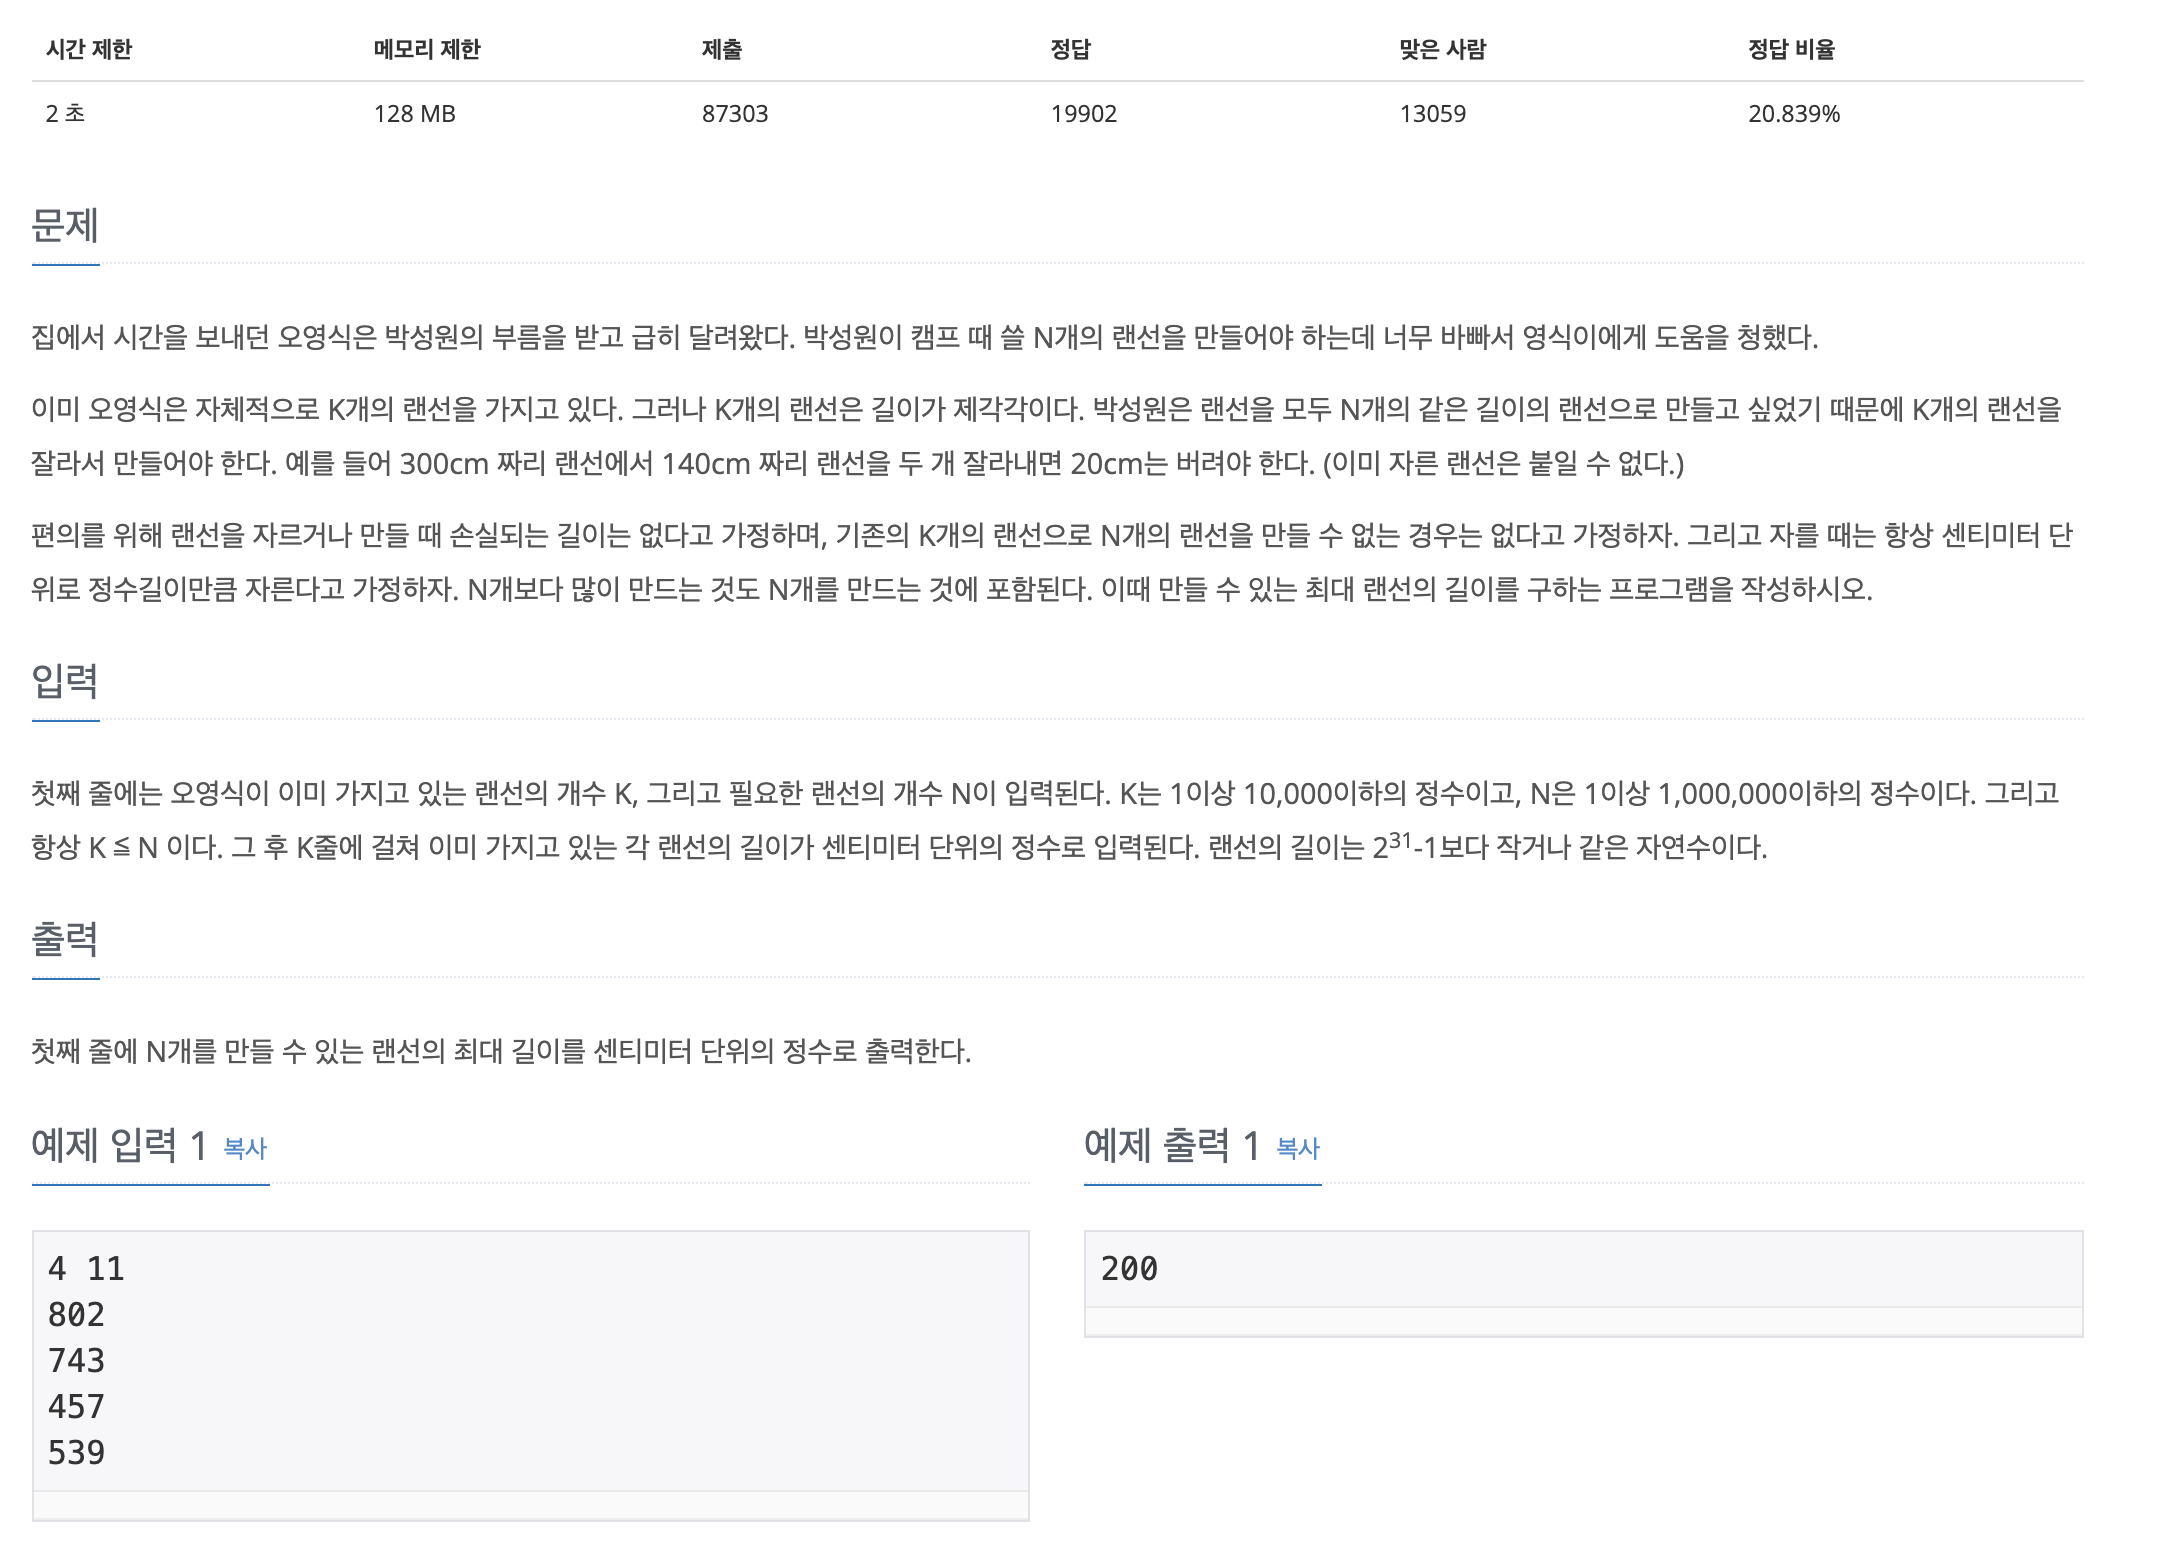 시간 제한 메모리 제한 제출 정답 맞은 사람 정답 비율
2 초 128 MB 87303 19902 13059 20.839%
문제
집에서 시간을 보내던 오영식은 박성원의 부름을 받고 급히 달려왔다. 박성원이 캠프 때 쓸 N개의 랜선을 만들어야 하는데 너무 바빠서 영식이에게 도움을 청했다.
이미 오영식은 자체적으로 K개의 랜선을 가지고 있다. 그러나 K개의 랜선은 길이가 제각각이다. 박성원은 랜선을 모두 N개의 같은 길이의 랜선으로 만들고 싶었기 때문에 K개의 랜선을
잘라서 만들어야 한다. 예를 들어 300cm 짜리 랜선에서 140cm 짜리 랜선을 두 개 잘라내면 20cm는 버려야 한다. (이미 자른 랜선은 붙일 수 없다.)
편의를 위해 랜선을 자르거나 만들 때 손실되는 길이는 없다고 가정하며, 기존의 K개의 랜선으로 N개의 랜선을 만들 수 없는 경우는 없다고 가정하자. 그리고 자를 때는 항상 센티미터 단
위로 정수길이만큼 자른다고 가정하자. N개보다 많이 만드는 것도 N개를 만드는 것에 포함된다. 이때 만들 수 있는 최대 랜선의 길이를 구하는 프로그램을 작성하시오.
입력
첫째 줄에는 오영식이 이미 가지고 있는 랜선의 개수 K, 그리고 필요한 랜선의 개수 N이 입력된다. K는 1이상 10,000이하의 정수이고, N은 1이상 1,000,000이하의 정수이다. 그리고
항상 K ≦ N 이다. 그 후 K줄에 걸쳐 이미 가지고 있는 각 랜선의 길이가 센티미터 단위의 정수로 입력된다. 랜선의 길이는 2³¹-1보다 작거나 같은 자연수이다.
출력
첫째 줄에 N개를 만들 수 있는 랜선의 최대 길이를 센티미터 단위의 정수로 출력한다.
예제 입력 1 복사
4 11
802
743
457
539
예제 출력 1 복사
200